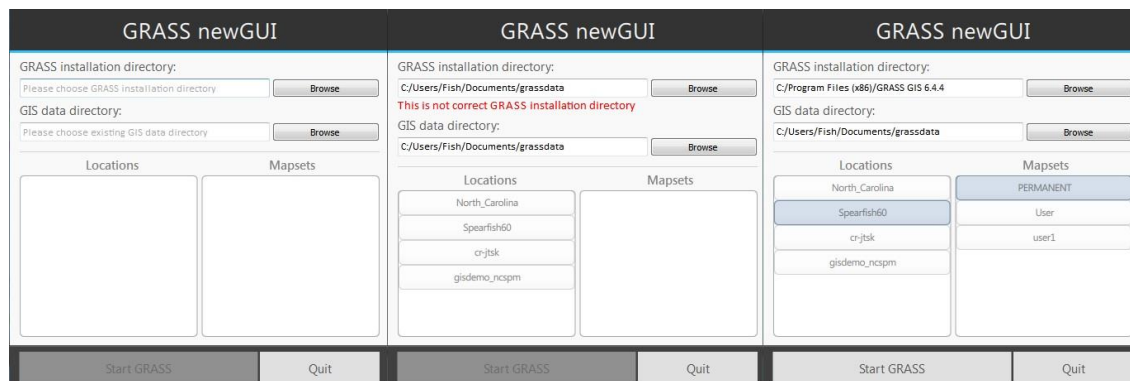 GRASS newGUI
GRASS installation directory:
Please choose GRASS installation directory
Browse
GIS data directory:
Please choose existing GIS data directory
Browse
Locations
Mapsets
Start GRASS
Quit
GRASS newGUI
GRASS installation directory:
C:/Users/Fish/Documents/grassdata
Browse
This is not correct GRASS installation directory
GIS data directory:
C:/Users/Fish/Documents/grassdata
Browse
Locations
Mapsets
North_Carolina
Spearfish60
cr-jtsk
gisdemo_ncspm
Start GRASS
Quit
GRASS newGUI
GRASS installation directory:
C:/Program Files (x86)/GRASS GIS 6.4.4
Browse
GIS data directory:
C:/Users/Fish/Documents/grassdata
Browse
Locations
Mapsets
North_Carolina
PERMANENT
Spearfish60
User
cr-jtsk
user1
gisdemo_ncspm
Start GRASS
Quit